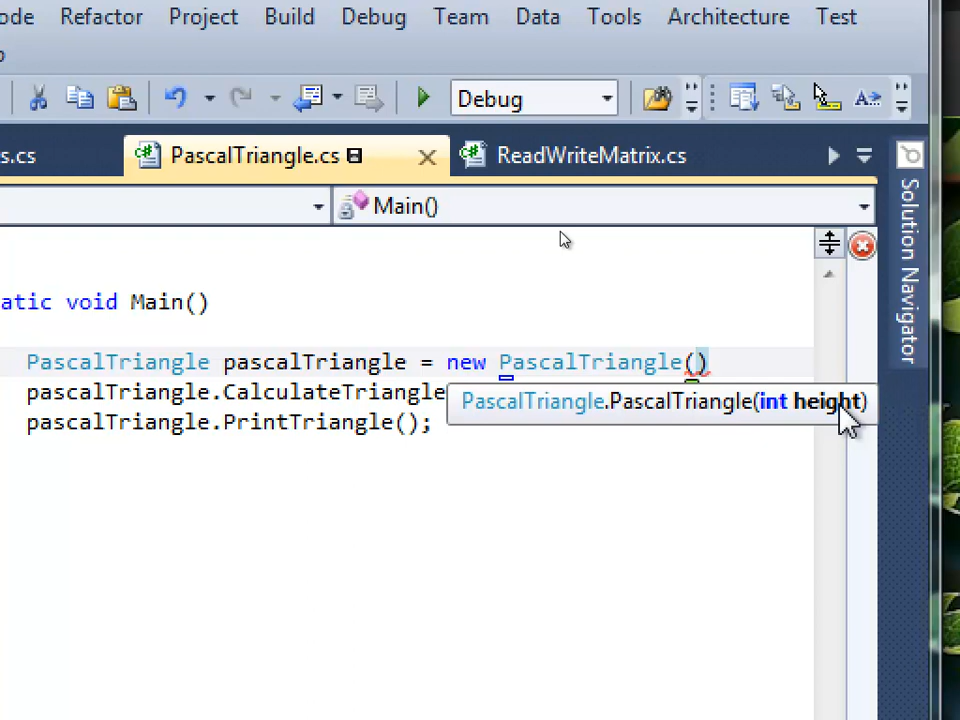 ode Refactor Project Build Debug Team Data Tools Architecture Test
Debug
s.cs PascalTriangle.cs ReadWriteMatrix.cs
Main()
Solution Navigator
atic void Main()
PascalTriangle pascalTriangle = new PascalTriangle()
pascalTriangle.CalculateTriangle
PascalTriangle.PascalTriangle(int height)
pascalTriangle.PrintTriangle();